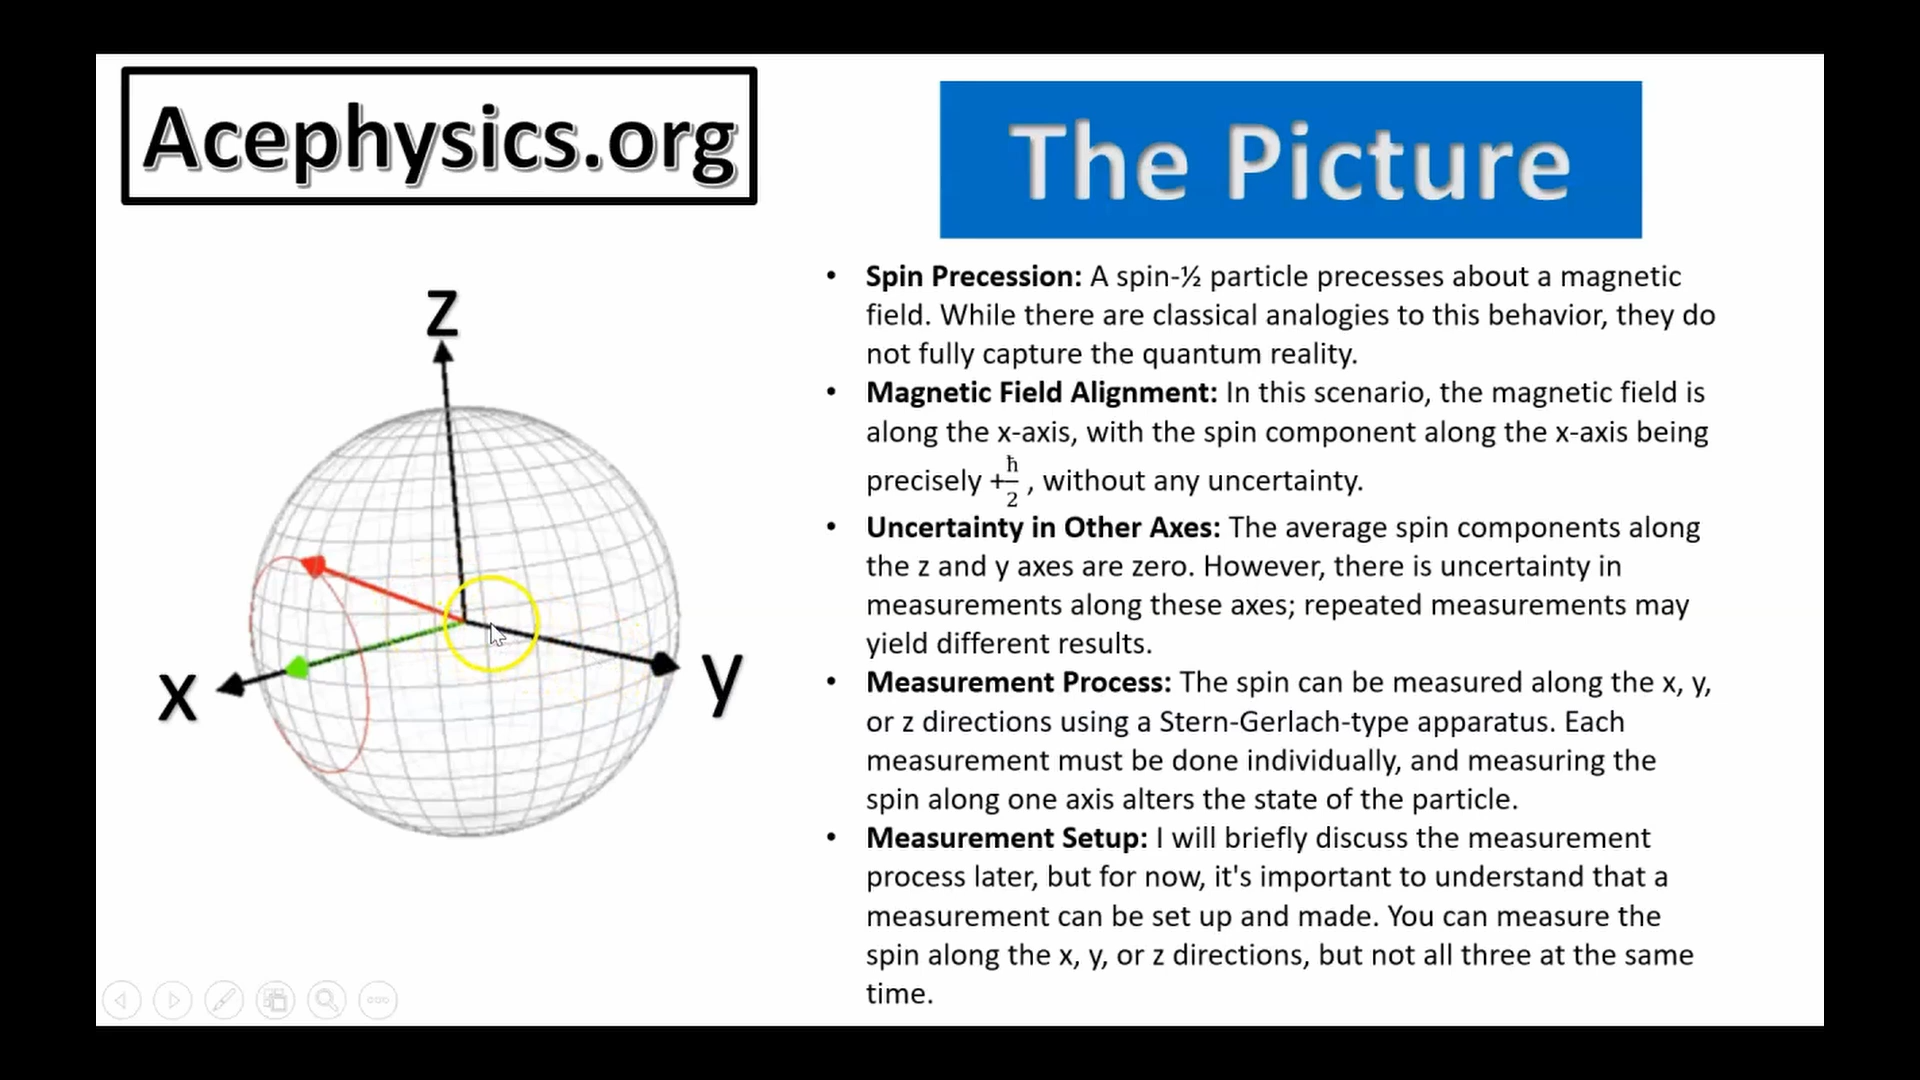 Acephysics.org
The Picture
z
x
y
• Spin Precession: A spin-½ particle precesses about a magnetic
field. While there are classical analogies to this behavior, they do
not fully capture the quantum reality.
• Magnetic Field Alignment: In this scenario, the magnetic field is
along the x-axis, with the spin component along the x-axis being
precisely +ħ/2 , without any uncertainty.
• Uncertainty in Other Axes: The average spin components along
the z and y axes are zero. However, there is uncertainty in
measurements along these axes; repeated measurements may
yield different results.
• Measurement Process: The spin can be measured along the x, y,
or z directions using a Stern-Gerlach-type apparatus. Each
measurement must be done individually, and measuring the
spin along one axis alters the state of the particle.
• Measurement Setup: I will briefly discuss the measurement
process later, but for now, it's important to understand that a
measurement can be set up and made. You can measure the
spin along the x, y, or z directions, but not all three at the same
time.